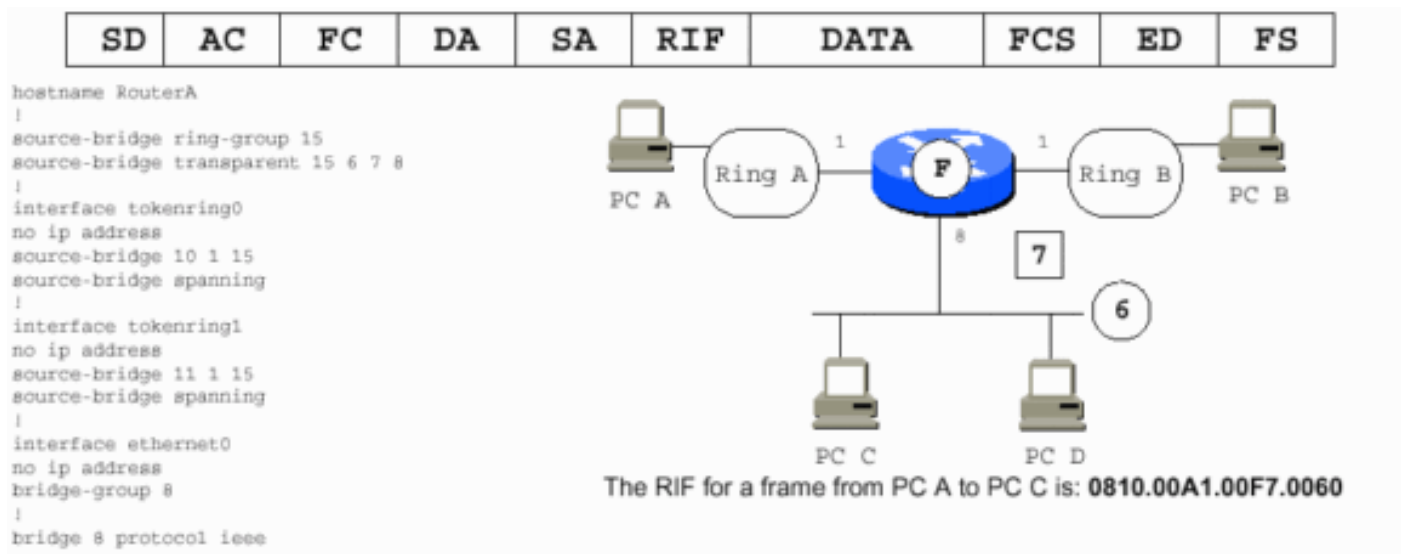 SD AC FC DA SA RIF DATA FCS ED FS
hostname RouterA
!
source-bridge ring-group 15
source-bridge transparent 15 6 7 8
!
interface tokenring0
no ip address
source-bridge 10 1 15
source-bridge spanning
!
interface tokenring1
no ip address
source-bridge 11 1 15
source-bridge spanning
!
interface ethernet0
no ip address
bridge-group 8
!
bridge 8 protocol ieee
1 1
Ring A F Ring B
PC A PC B
8
7
6
PC C PC D
The RIF for a frame from PC A to PC C is: 0810.00A1.00F7.0060